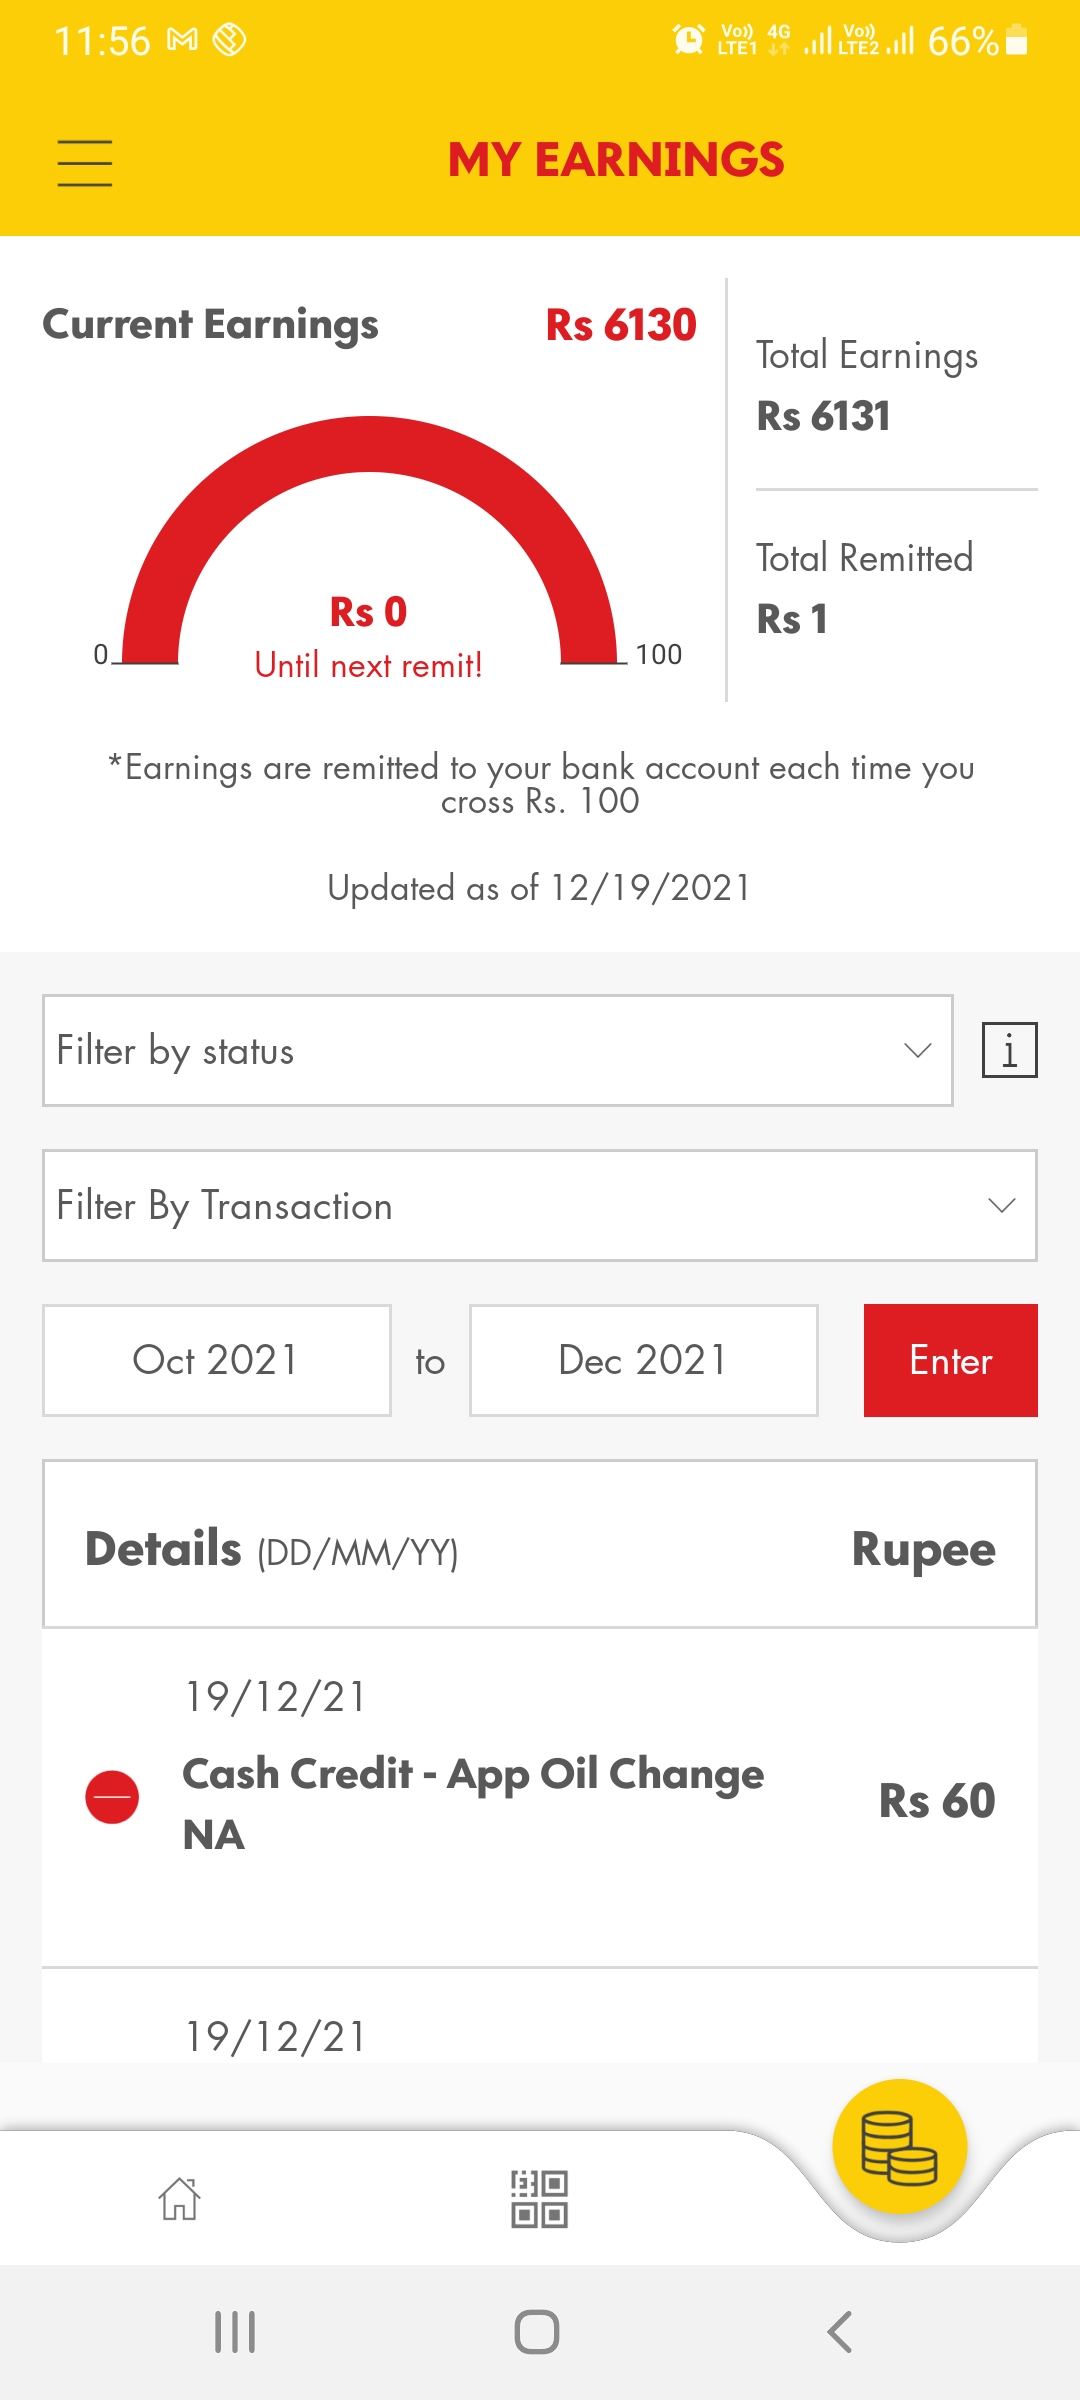 11:56
Vo)) LTE1 4G Vo)) LTE2 66%
MY EARNINGS
Current Earnings Rs 6130
Total Earnings
Rs 6131
Total Remitted
Rs 1
Rs 0
Until next remit!
0 100
*Earnings are remitted to your bank account each time you
cross Rs. 100
Updated as of 12/19/2021
Filter by status
i
Filter By Transaction
Oct 2021 to Dec 2021 Enter
Details (DD/MM/YY) Rupee
19/12/21
Cash Credit - App Oil Change
NA
Rs 60
19/12/21